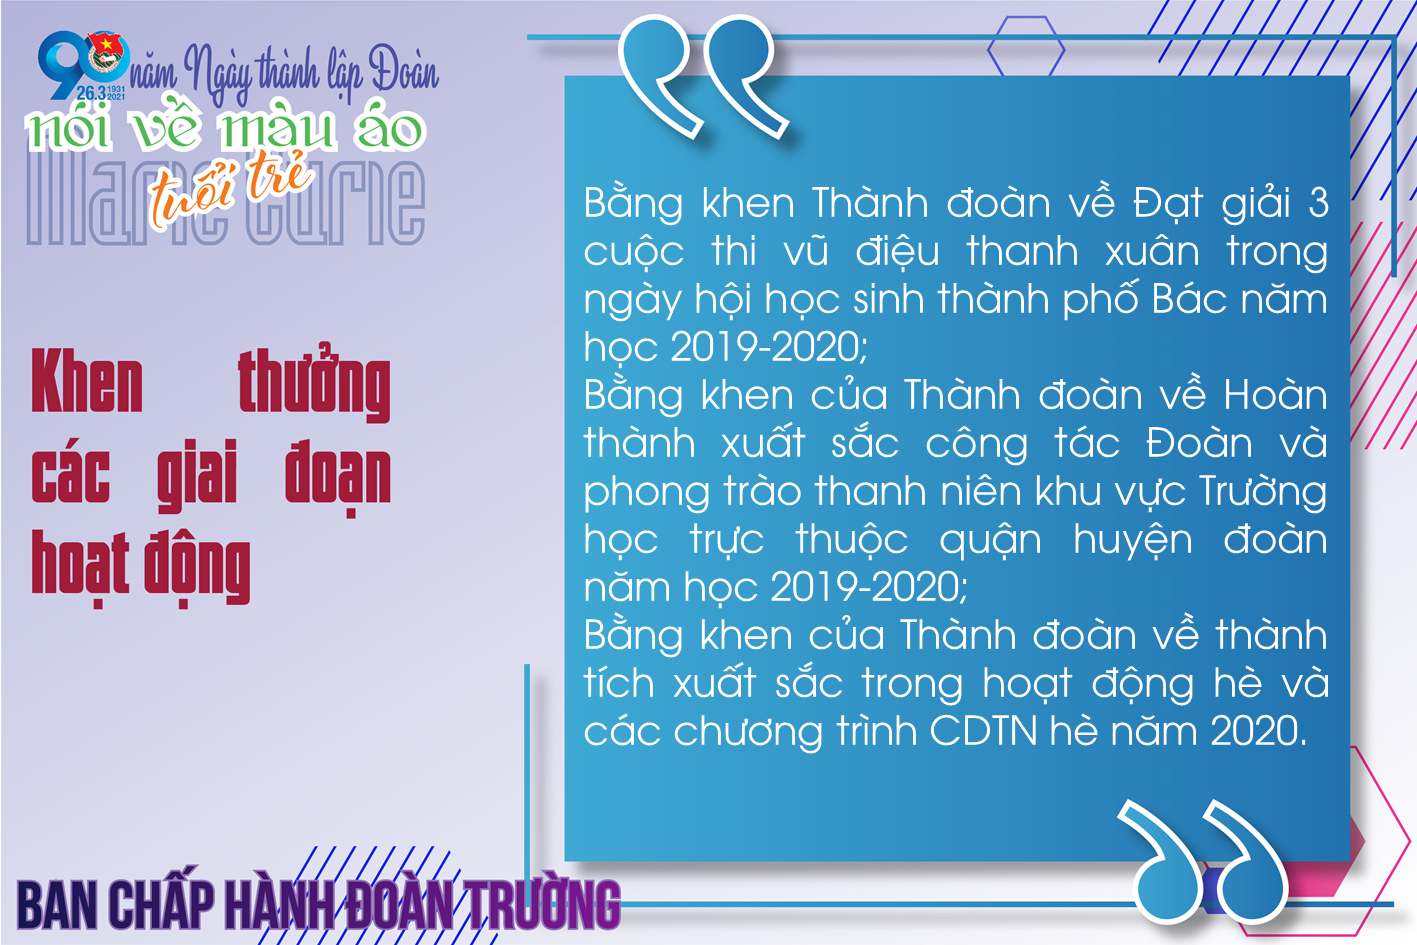 90 năm Ngày thành lập Đoàn
26.3 1931 2021
nói về màu áo
tuổi trẻ
Marie Curie
Khen thưởng
các giai đoạn
hoạt động
Bằng khen Thành đoàn về Đạt giải 3
cuộc thi vũ điệu thanh xuân trong
ngày hội học sinh thành phố Bác năm
học 2019-2020;
Bằng khen của Thành đoàn về Hoàn
thành xuất sắc công tác Đoàn và
phong trào thanh niên khu vực Trường
học trực thuộc quận huyện đoàn
năm học 2019-2020;
Bằng khen của Thành đoàn về thành
tích xuất sắc trong hoạt động hè và
các chương trình CDTN hè năm 2020.
BAN CHẤP HÀNH ĐOÀN TRƯỜNG